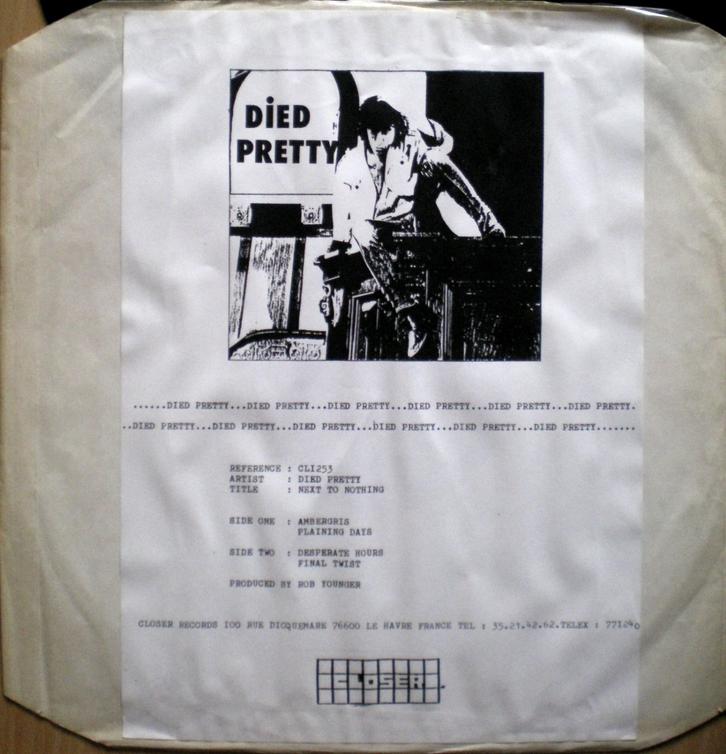 DiED
PRETTY
......DIED PRETTY...DIED PRETTY...DIED PRETTY...DIED PRETTY...DIED PRETTY...DIED PRETTY.
..DIED PRETTY...DIED PRETTY...DIED PRETTY...DIED PRETTY...DIED PRETTY...DIED PRETTY.......
REFERENCE : CLI253
ARTIST : DIED PRETTY
TITLE : NEXT TO NOTHING
SIDE ONE : AMBERGRIS
PLAINING DAYS
SIDE TWO : DESPERATE HOURS
FINAL TWIST
PRODUCED BY ROB YOUNGER
CLOSER RECORDS I00 RUE DICQUEMARE 76600 LE HAVRE FRANCE TEL : 35.21.42.62.TELEX : 771240
CLOSER